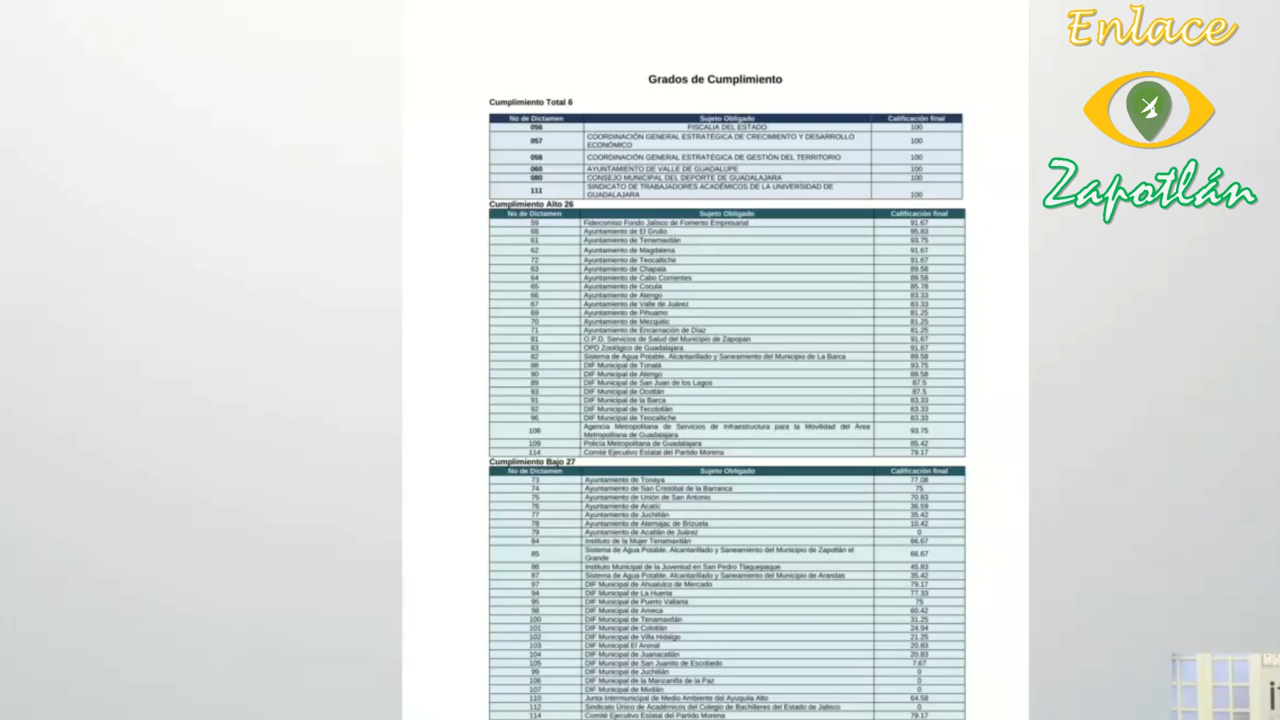 Enlace
Zapotlán
Grados de Cumplimiento
Cumplimiento Total 6
No de Dictamen Sujeto Obligado Calificación final
056 FISCALIA DEL ESTADO 100
057 COORDINACIÓN GENERAL ESTRATÉGICA DE CRECIMIENTO Y DESARROLLO ECONÓMICO 100
058 COORDINACIÓN GENERAL ESTRATÉGICA DE GESTIÓN DEL TERRITORIO 100
060 AYUNTAMIENTO DE VALLE DE GUADALUPE 100
080 CONSEJO MUNICIPAL DEL DEPORTE DE GUADALAJARA 100
111 SINDICATO DE TRABAJADORES ACADÉMICOS DE LA UNIVERSIDAD DE GUADALAJARA 100
Cumplimiento Alto 26
No de Dictamen Sujeto Obligado Calificación final
59 Fideicomiso Fondo Jalisco de Fomento Empresarial 91.67
68 Ayuntamiento de El Grullo 95.83
61 Ayuntamiento de Tenamaxtlán 93.75
62 Ayuntamiento de Magdalena 91.67
72 Ayuntamiento de Teocaltiche 91.67
63 Ayuntamiento de Chapala 89.58
64 Ayuntamiento de Cabo Corrientes 89.58
65 Ayuntamiento de Cocula 85.78
66 Ayuntamiento de Atengo 83.33
67 Ayuntamiento de Valle de Juárez 83.33
69 Ayuntamiento de Pihuamo 81.25
70 Ayuntamiento de Mezquitic 81.25
71 Ayuntamiento de Encarnación de Díaz 81.25
81 O.P.D. Servicios de Salud del Municipio de Zapopan 91.67
83 OPD Zoológico de Guadalajara 91.67
82 Sistema de Agua Potable, Alcantarillado y Saneamiento del Municipio de La Barca 89.58
88 DIF Municipal de Tonalá 93.75
90 DIF Municipal de Atengo 89.58
89 DIF Municipal de San Juan de los Lagos 87.5
93 DIF Municipal de Ocotlán 87.5
91 DIF Municipal de la Barca 83.33
92 DIF Municipal de Tecolotlán 83.33
96 DIF Municipal de Teocaltiche 83.33
108 Agencia Metropolitana de Servicios de Infraestructura para la Movilidad del Área Metropolitana de Guadalajara 93.75
109 Policía Metropolitana de Guadalajara 85.42
114 Comité Ejecutivo Estatal del Partido Morena 79.17
Cumplimiento Bajo 27
No de Dictamen Sujeto Obligado Calificación final
73 Ayuntamiento de Tonaya 77.08
74 Ayuntamiento de San Cristóbal de la Barranca 75
75 Ayuntamiento de Unión de San Antonio 70.83
76 Ayuntamiento de Acatic 36.59
77 Ayuntamiento de Juchitlán 35.42
78 Ayuntamiento de Atemajac de Brizuela 10.42
79 Ayuntamiento de Acatlán de Juárez 0
84 Instituto de la Mujer Tenamaxtlán 66.67
85 Sistema de Agua Potable, Alcantarillado y Saneamiento del Municipio de Zapotlán el Grande 66.67
86 Instituto Municipal de la Juventud en San Pedro Tlaquepaque 45.83
87 Sistema de Agua Potable, Alcantarillado y Saneamiento del Municipio de Arandas 35.42
97 DIF Municipal de Ahualulco de Mercado 79.17
94 DIF Municipal de La Huerta 77.33
95 DIF Municipal de Puerto Vallarta 75
98 DIF Municipal de Ameca 60.42
100 DIF Municipal de Tenamaxtlán 31.25
101 DIF Municipal de Colotlán 24.94
102 DIF Municipal de Villa Hidalgo 21.25
103 DIF Municipal El Arenal 20.83
104 DIF Municipal de Juanacatlán 20.83
105 DIF Municipal de San Juanito de Escobedo 7.67
99 DIF Municipal de Juchitlán 0
106 DIF Municipal de la Manzanilla de la Paz 0
107 DIF Municipal de Mixtlán 0
110 Junta Intermunicipal de Medio Ambiente del Ayuquila Alto 64.58
112 Sindicato Único de Académicos del Colegio de Bachilleres del Estado de Jalisco 0
114 Comité Ejecutivo Estatal del Partido Morena 79.17